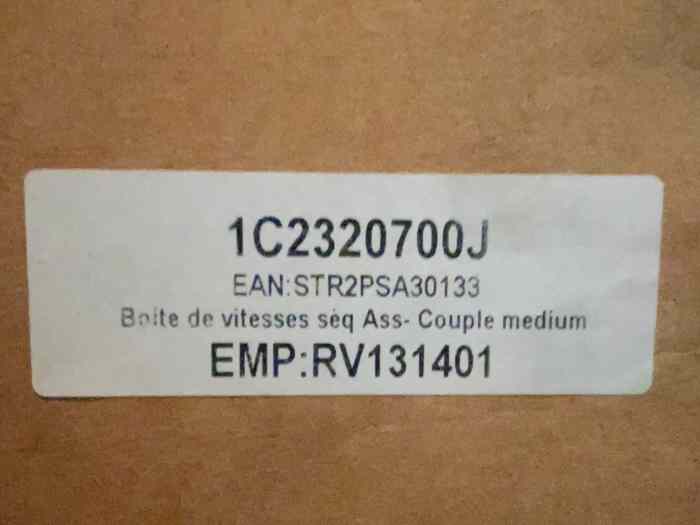 1C2320700J
EAN:STR2PSA30133
Boite de vitesses séq Ass- Couple medium
EMP:RV131401